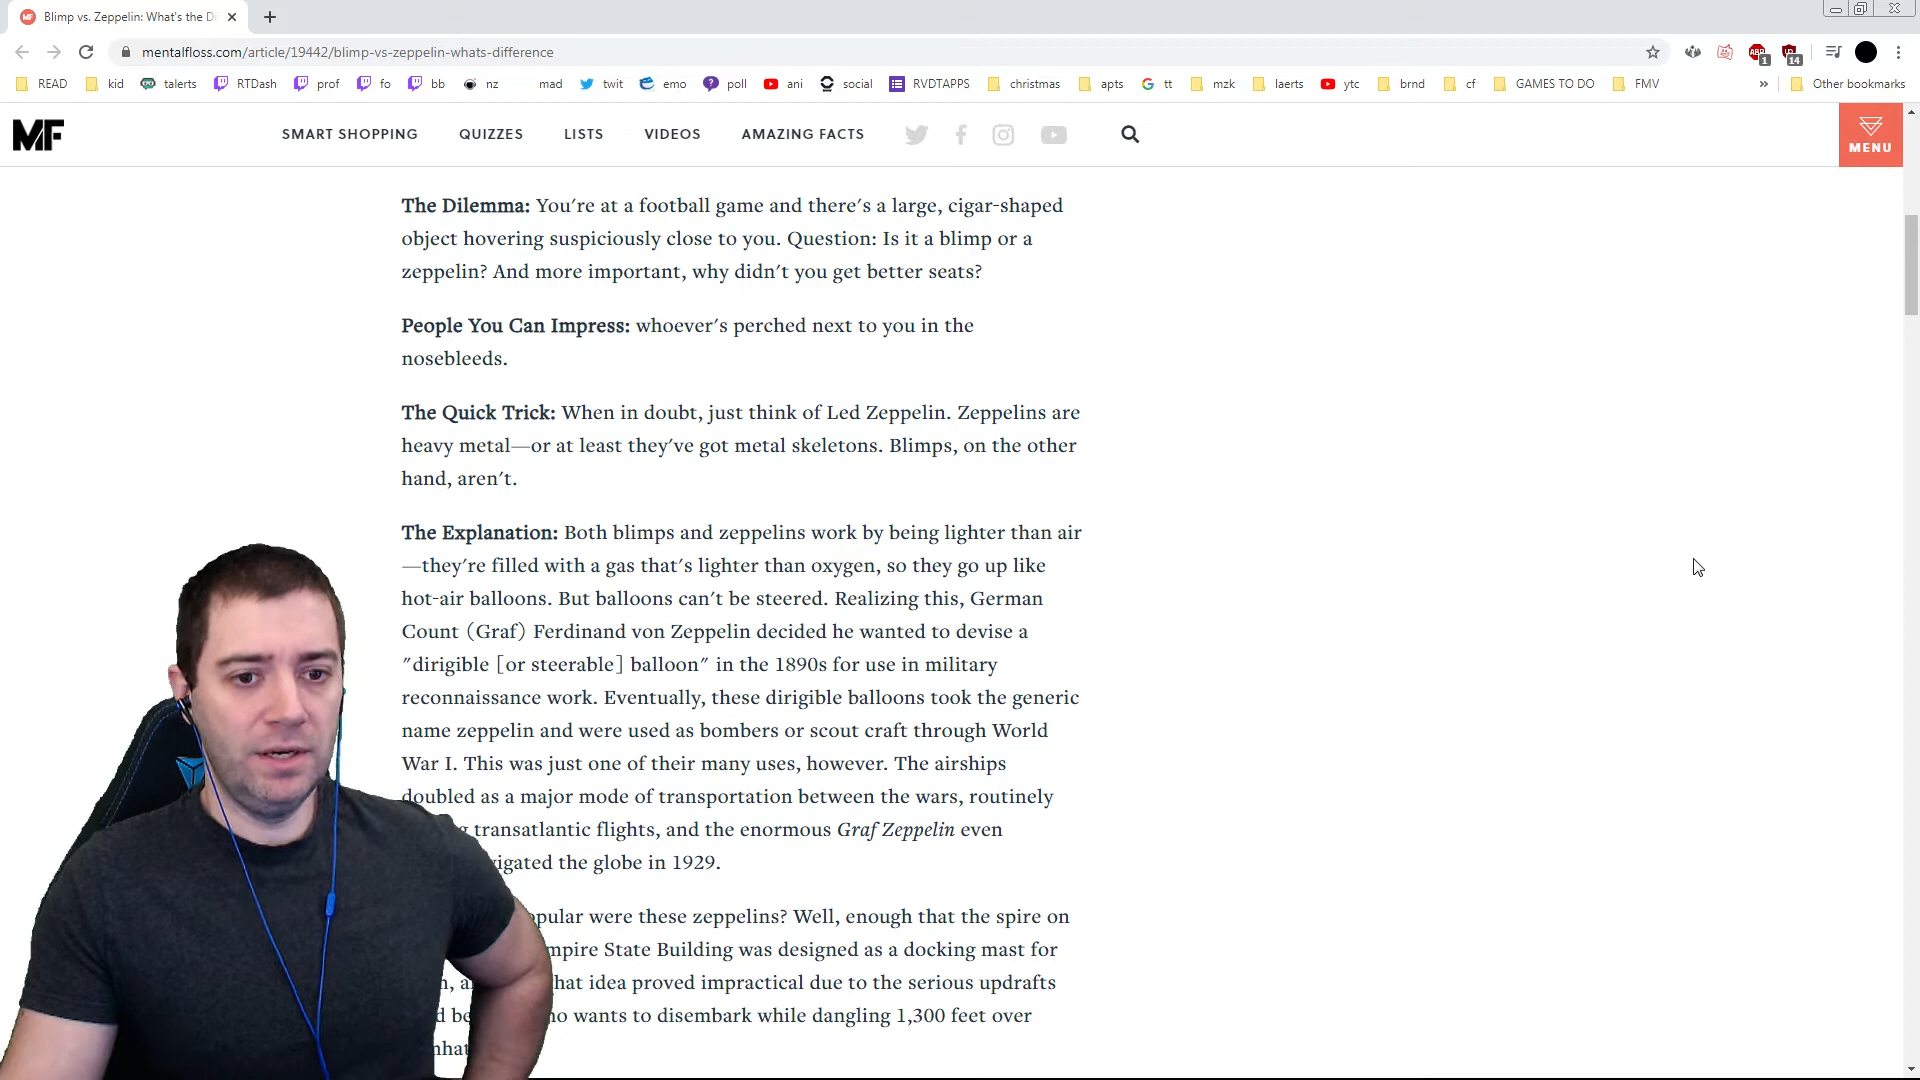 Blimp vs. Zeppelin: What's the Di
mentalfloss.com/article/19442/blimp-vs-zeppelin-whats-difference
1
14
READ kid talerts RTDash prof fo bb nz mad twit emo poll ani social RVDTAPPS christmas apts tt mzk laerts ytc brnd cf GAMES TO DO FMV » Other bookmarks
MF SMART SHOPPING QUIZZES LISTS VIDEOS AMAZING FACTS MENU
The Dilemma: You're at a football game and there's a large, cigar-shaped
object hovering suspiciously close to you. Question: Is it a blimp or a
zeppelin? And more important, why didn't you get better seats?
People You Can Impress: whoever's perched next to you in the
nosebleeds.
The Quick Trick: When in doubt, just think of Led Zeppelin. Zeppelins are
heavy metal—or at least they've got metal skeletons. Blimps, on the other
hand, aren't.
The Explanation: Both blimps and zeppelins work by being lighter than air
—they're filled with a gas that's lighter than oxygen, so they go up like
hot-air balloons. But balloons can't be steered. Realizing this, German
Count (Graf) Ferdinand von Zeppelin decided he wanted to devise a
"dirigible [or steerable] balloon" in the 1890s for use in military
reconnaissance work. Eventually, these dirigible balloons took the generic
name zeppelin and were used as bombers or scout craft through World
War I. This was just one of their many uses, however. The airships
doubled as a major mode of transportation between the wars, routinely
transatlantic flights, and the enormous Graf Zeppelin even
igated the globe in 1929.
opular were these zeppelins? Well, enough that the spire on
mpire State Building was designed as a docking mast for
hat idea proved impractical due to the serious updrafts
wants to disembark while dangling 1,300 feet over